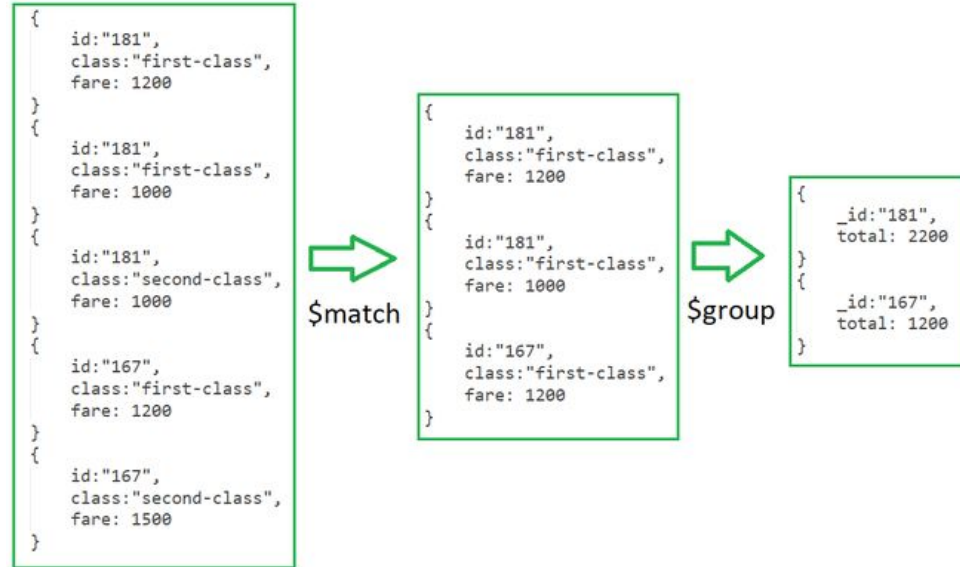 {
id:"181",
class:"first-class",
fare: 1200
}
{
id:"181",
class:"first-class",
fare: 1000
}
{
id:"181",
class:"second-class",
fare: 1000
}
{
id:"167",
class:"first-class",
fare: 1200
}
{
id:"167",
class:"second-class",
fare: 1500
}
$match
{
id:"181",
class:"first-class",
fare: 1200
}
{
id:"181",
class:"first-class",
fare: 1000
}
{
id:"167",
class:"first-class",
fare: 1200
}
$group
{
_id:"181",
total: 2200
}
{
_id:"167",
total: 1200
}